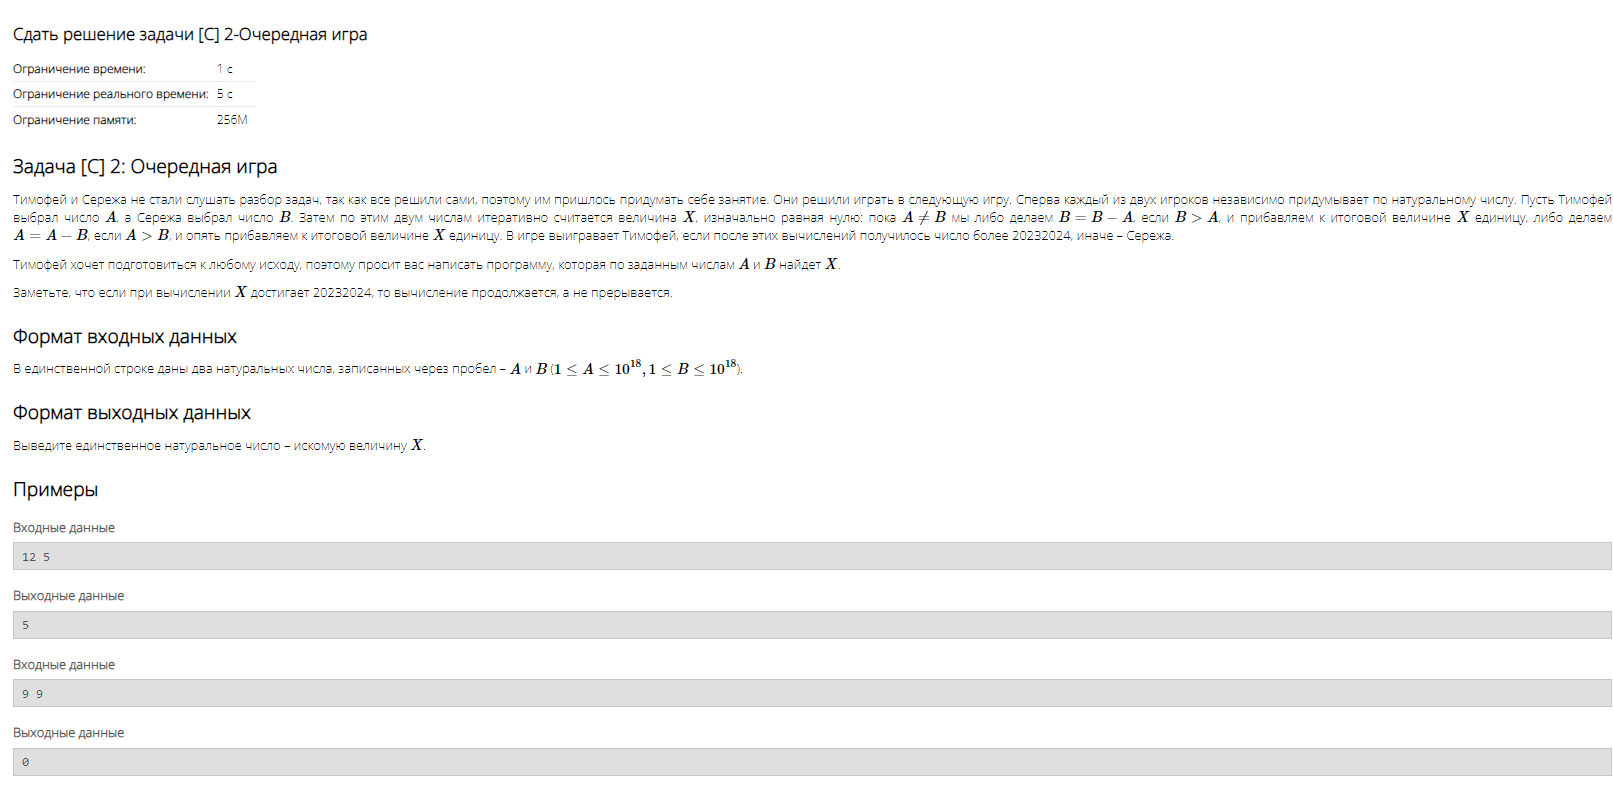 Сдать решение задачи [C] 2-Очередная игра
Ограничение времени: 1 с
Ограничение реального времени: 5 с
Ограничение памяти: 256M
Задача [C] 2: Очередная игра
Тимофей и Сережа не стали слушать разбор задач, так как все решили сами, поэтому им пришлось придумать себе занятие. Они решили играть в следующую игру. Сперва каждый из двух игроков независимо придумывает по натуральному числу. Пусть Тимофей
выбрал число A, а Сережа выбрал число B. Затем по этим двум числам итеративно считается величина X, изначально равная нулю: пока A ≠ B мы либо делаем B = B − A, если B > A, и прибавляем к итоговой величине X единицу, либо делаем
A = A − B, если A > B, и опять прибавляем к итоговой величине X единицу. В игре выигравает Тимофей, если после этих вычислений получилось число более 20232024, иначе – Сережа.
Тимофей хочет подготовиться к любому исходу, поэтому просит вас написать программу, которая по заданным числам A и B найдет X.
Заметьте, что если при вычислении X достигает 20232024, то вычисление продолжается, а не прерывается.
Формат входных данных
В единственной строке даны два натуральных числа, записанных через пробел – A и B (1 ≤ A ≤ 10^18, 1 ≤ B ≤ 10^18).
Формат выходных данных
Выведите единственное натуральное число – искомую величину X.
Примеры
Входные данные
12 5
Выходные данные
5
Входные данные
9 9
Выходные данные
0